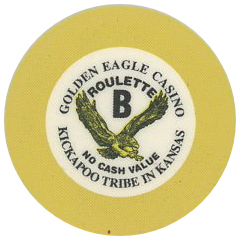 GOLDEN EAGLE CASINO
ROULETTE
B
NO CASH VALUE
KICKAPOO TRIBE IN KANSAS